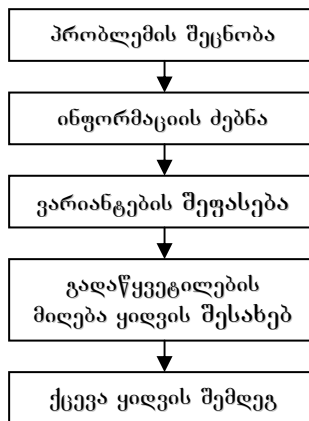 პრობლემის შეცნობა
ინფორმაციის ძებნა
ვარიანტების შეფასება
გადაწყვეტილების
მიღება ყიდვის შესახებ
ქცევა ყიდვის შემდეგ